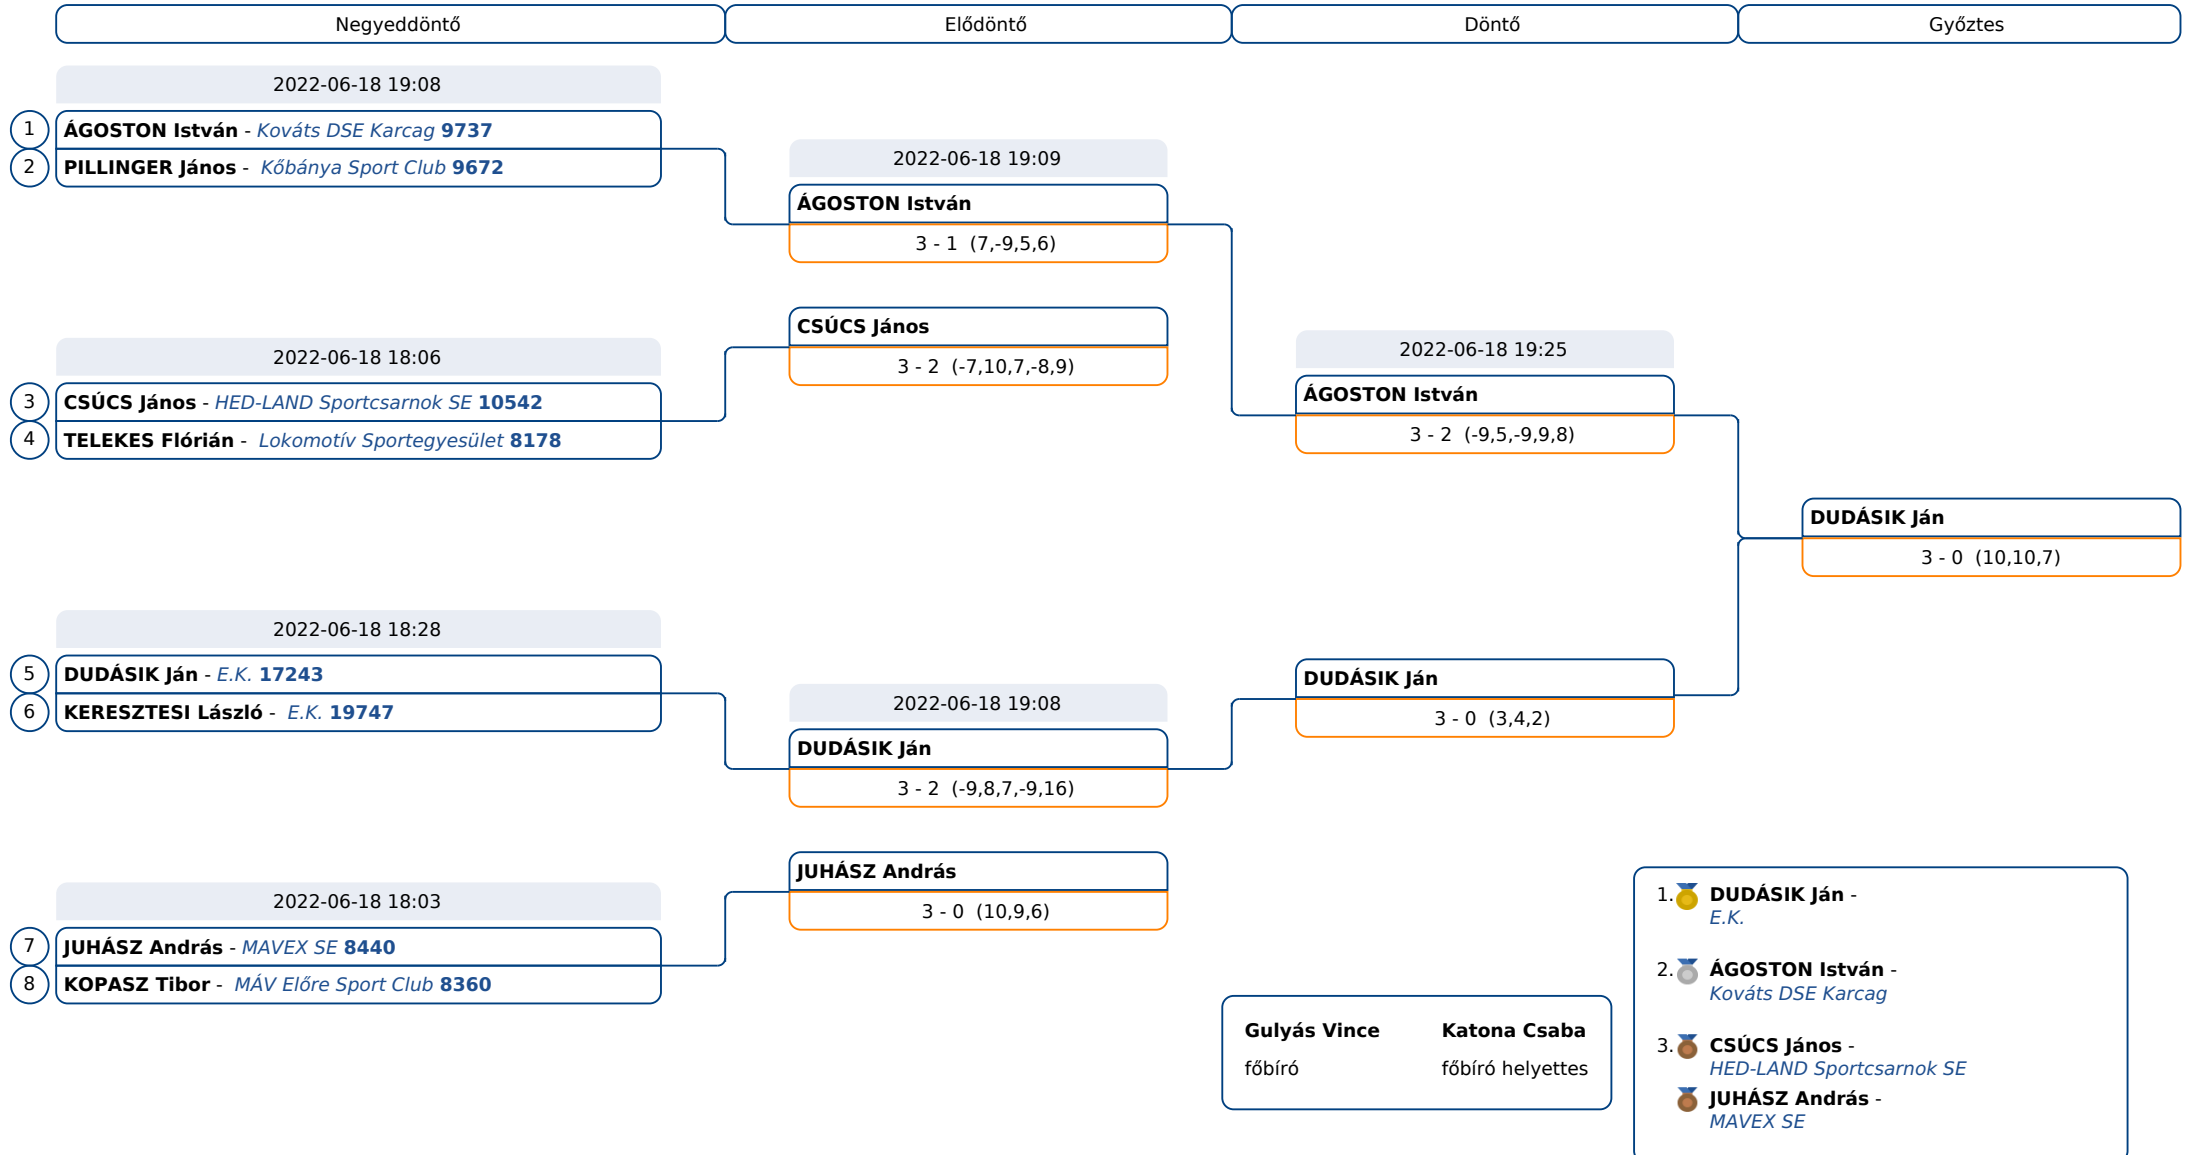 Negyeddöntő
Elődöntő
Döntő
Győztes
2022-06-18 19:08
1
ÁGOSTON István - Kováts DSE Karcag 9737
2
PILLINGER János - Kőbánya Sport Club 9672
2022-06-18 18:06
3
CSÚCS János - HED-LAND Sportcsarnok SE 10542
4
TELEKES Flórián - Lokomotív Sportegyesület 8178
2022-06-18 18:28
5
DUDÁSIK Ján - E.K. 17243
6
KERESZTESI László - E.K. 19747
2022-06-18 18:03
7
JUHÁSZ András - MAVEX SE 8440
8
KOPASZ Tibor - MÁV Előre Sport Club 8360
2022-06-18 19:09
ÁGOSTON István
3 - 1 (7,-9,5,6)
CSÚCS János
3 - 2 (-7,10,7,-8,9)
2022-06-18 19:08
DUDÁSIK Ján
3 - 2 (-9,8,7,-9,16)
JUHÁSZ András
3 - 0 (10,9,6)
2022-06-18 19:25
ÁGOSTON István
3 - 2 (-9,5,-9,9,8)
DUDÁSIK Ján
3 - 0 (3,4,2)
DUDÁSIK Ján
3 - 0 (10,10,7)
Gulyás Vince
főbíró
Katona Csaba
főbíró helyettes
1. DUDÁSIK Ján -
E.K.
2. ÁGOSTON István -
Kováts DSE Karcag
3. CSÚCS János -
HED-LAND Sportcsarnok SE
JUHÁSZ András -
MAVEX SE